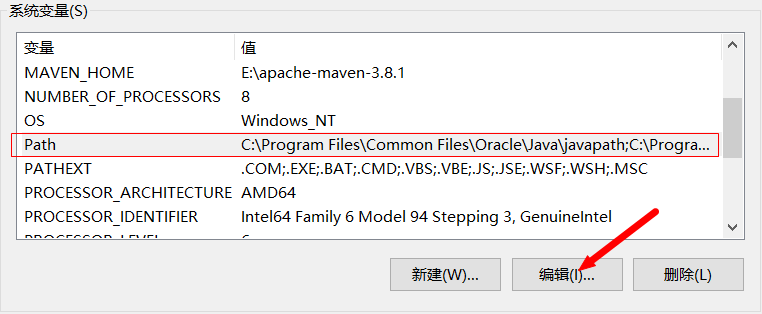 系统变量(S)
变量 值
MAVEN_HOME E:\apache-maven-3.8.1
NUMBER_OF_PROCESSORS 8
OS Windows_NT
Path C:\Program Files\Common Files\Oracle\Java\javapath;C:\Progra...
PATHEXT .COM;.EXE;.BAT;.CMD;.VBS;.VBE;.JS;.JSE;.WSF;.WSH;.MSC
PROCESSOR_ARCHITECTURE AMD64
PROCESSOR_IDENTIFIER Intel64 Family 6 Model 94 Stepping 3, GenuineIntel
PROCESSOR_LEVEL 6
新建(W)... 编辑(I)... 删除(L)